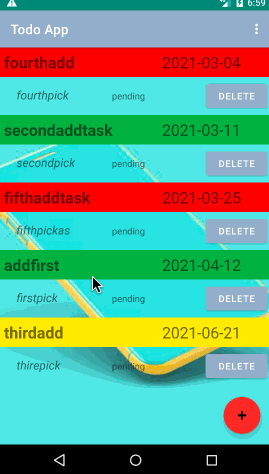 6:59
Todo App
fourthadd 2021-03-04
fourthpick pending DELETE
secondaddtask 2021-03-11
secondpick pending DELETE
fifthaddtask 2021-03-25
fifthpickas pending DELETE
addfirst 2021-04-12
firstpick pending DELETE
thirdadd 2021-06-21
thirepick pending DELETE
+